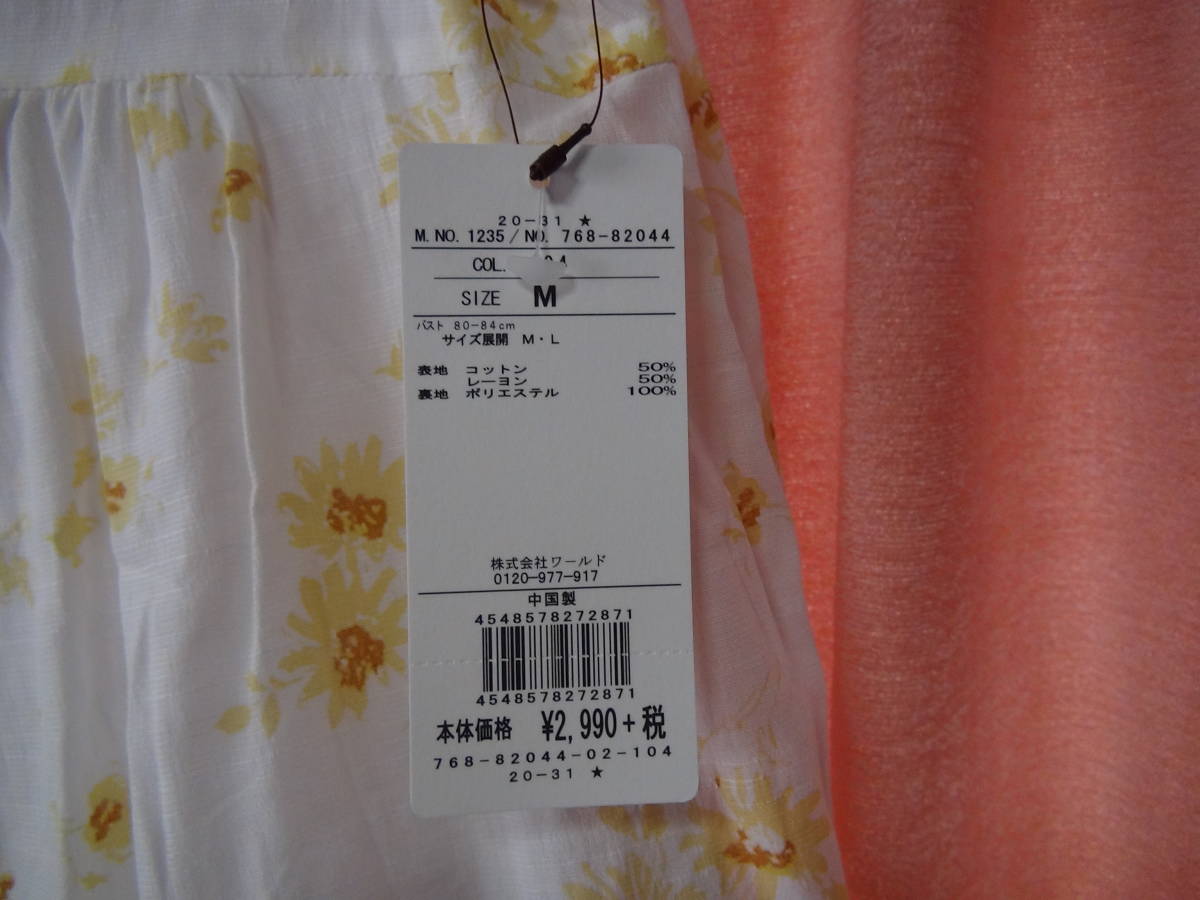 20-31 ★
M. NO. 1235 / NO. 768-82044
COL.
SIZE M
バスト 80-84cm
サイズ展開 M・L
表地 コットン 50%
レーヨン 50%
裏地 ポリエステル 100%
株式会社ワールド
0120-977-917
中国製
4548578272871
4548578272871
本体価格 ¥2,990+税
768-82044-02-104
20-31 ★